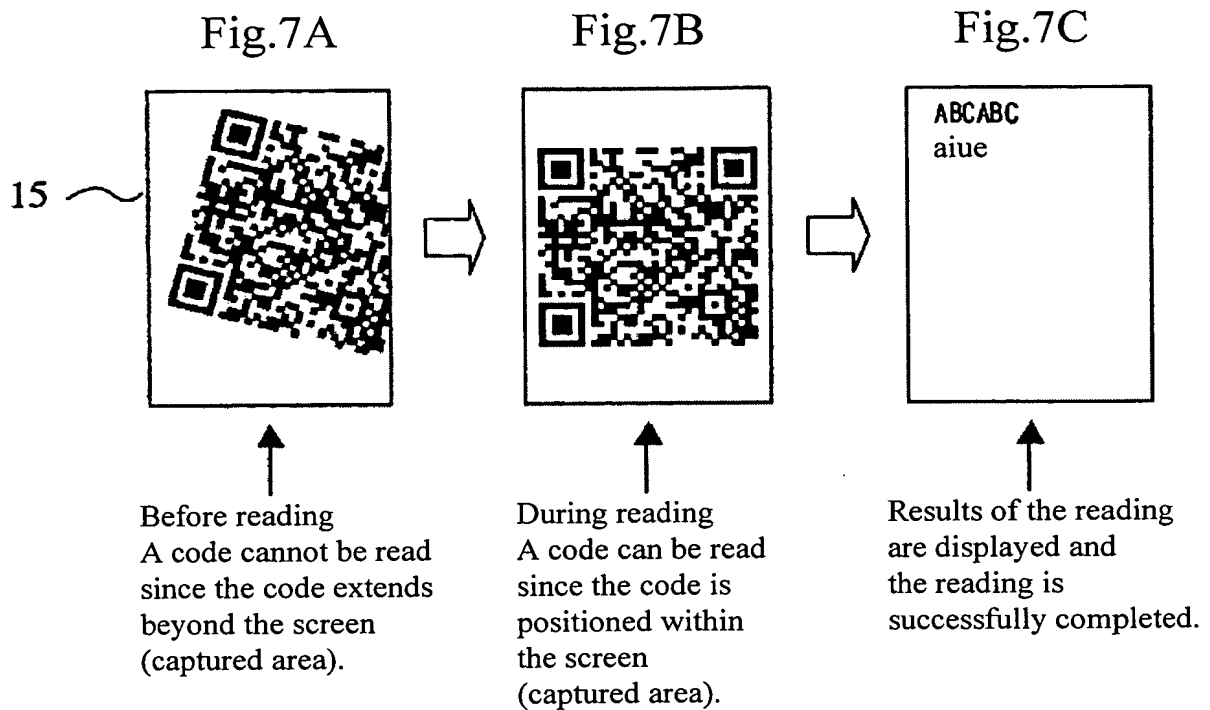 Fig.7A
Fig.7B
Fig.7C
15
ABCABC
aiue
Before reading
A code cannot be read
since the code extends
beyond the screen
(captured area).
During reading
A code can be read
since the code is
positioned within
the screen
(captured area).
Results of the reading
are displayed and
the reading is
successfully completed.